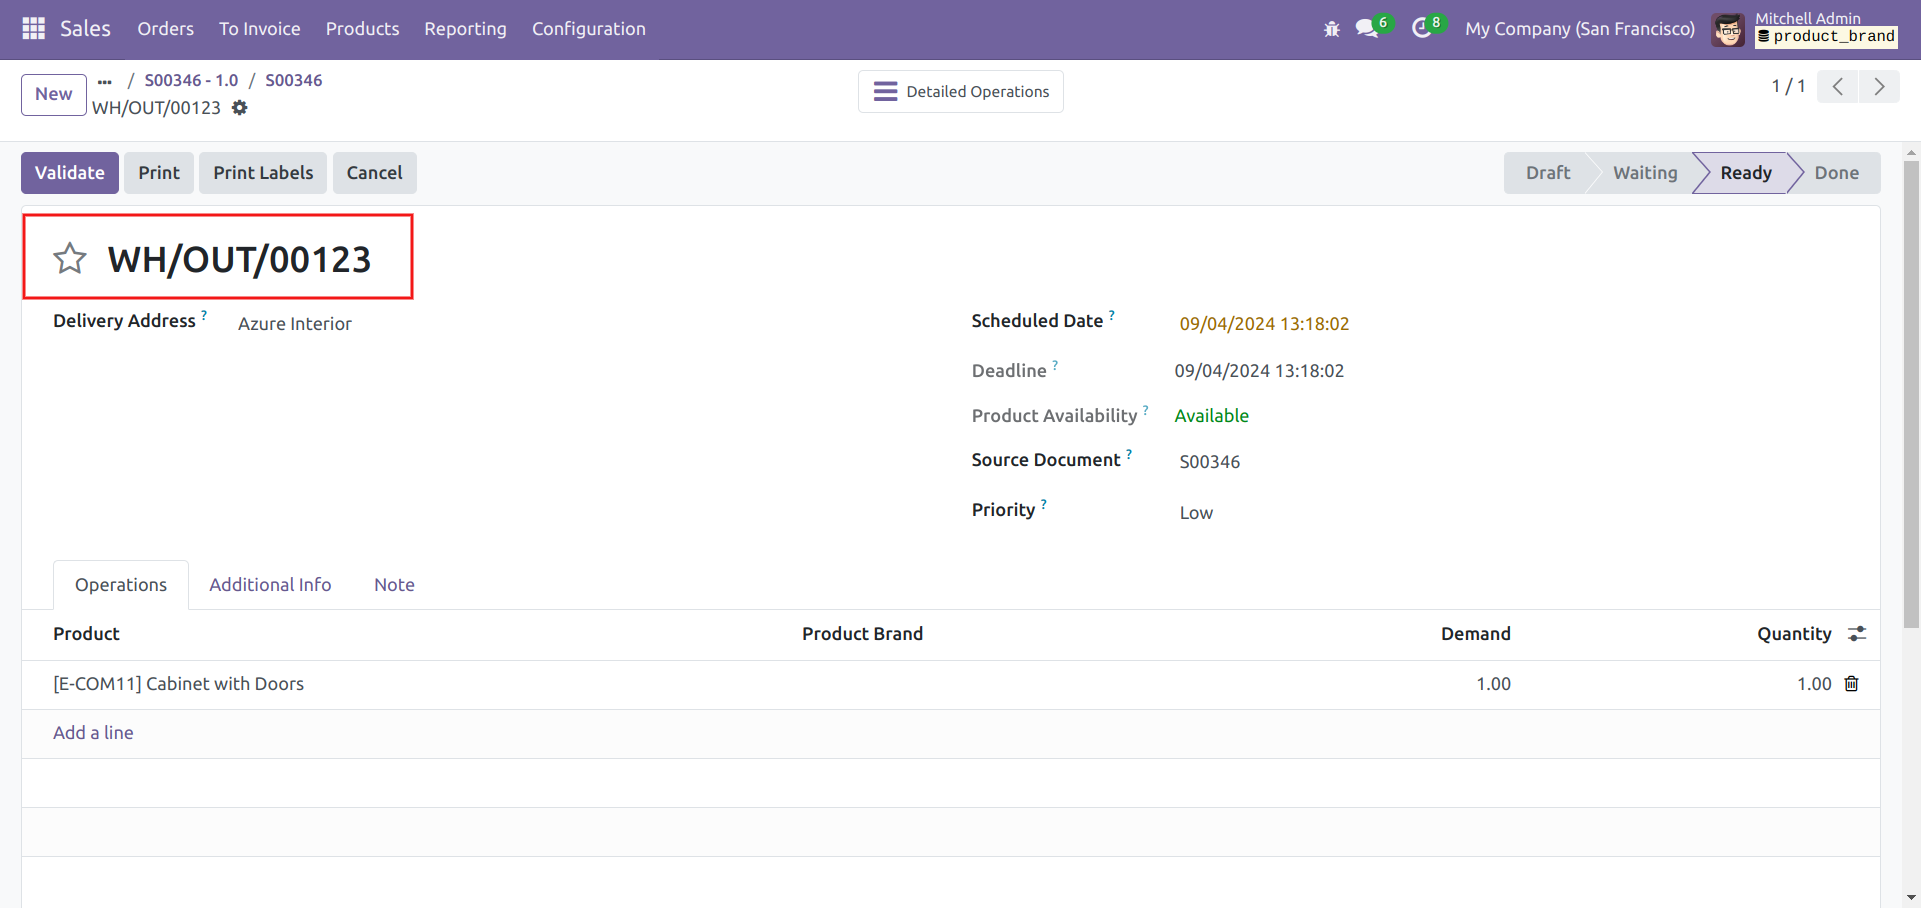 Sales Orders To Invoice Products Reporting Configuration 6 8 My Company (San Francisco) Mitchell Admin
product_brand
New ... / S00346 - 1.0 / S00346
WH/OUT/00123
Detailed Operations
1 / 1
Validate Print Print Labels Cancel Draft Waiting Ready Done
WH/OUT/00123
Delivery Address ? Azure Interior
Scheduled Date ? 09/04/2024 13:18:02
Deadline ? 09/04/2024 13:18:02
Product Availability ? Available
Source Document ? S00346
Priority ? Low
Operations Additional Info Note
Product Product Brand Demand Quantity
[E-COM11] Cabinet with Doors 1.00 1.00
Add a line